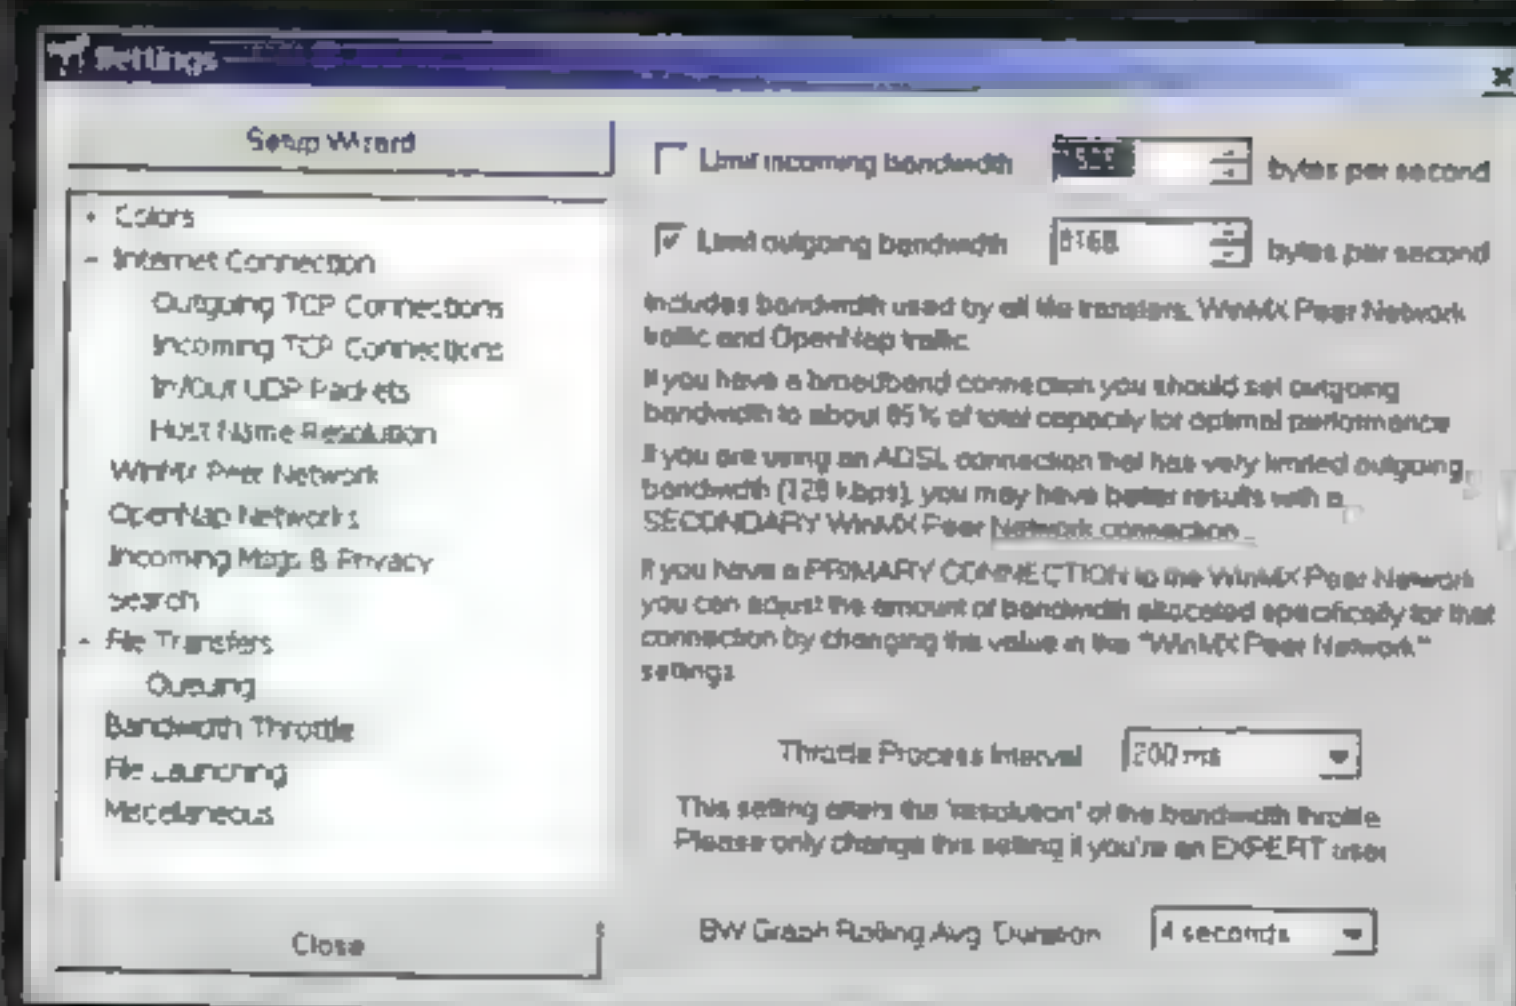 Settings
Setup Wizard
+ Colors
- Internet Connection
Outgoing TCP Connections
Incoming TCP Connections
In/Out UDP Packets
Host Name Resolution
WinMX Peer Network
OpenNap Networks
Incoming Msgs & Privacy
Search
- File Transfers
Queuing
Bandwidth Throttle
File Launching
Miscellaneous
Close
Limit incoming bandwidth bytes per second
Limit outgoing bandwidth bytes per second
Includes bandwidth used by all file transfers, WinMX Peer Network
traffic and OpenNap traffic.
If you have a broadband connection you should set outgoing
bandwidth to about 85% of total capacity for optimal performance
If you are using an ADSL connection that has very limited outgoing
bandwidth (128 kbps), you may have better results with a
SECONDARY WinMX Peer Network connection.
If you have a PRIMARY CONNECTION to the WinMX Peer Network
you can adjust the amount of bandwidth allocated specifically for that
connection by changing the value in the "WinMX Peer Network"
settings
Throttle Process Interval 200 ms
This setting alters the 'resolution' of the bandwidth throttle
Please only change this setting if you're an EXPERT user
BW Graph Rolling Avg. Duration 4 seconds